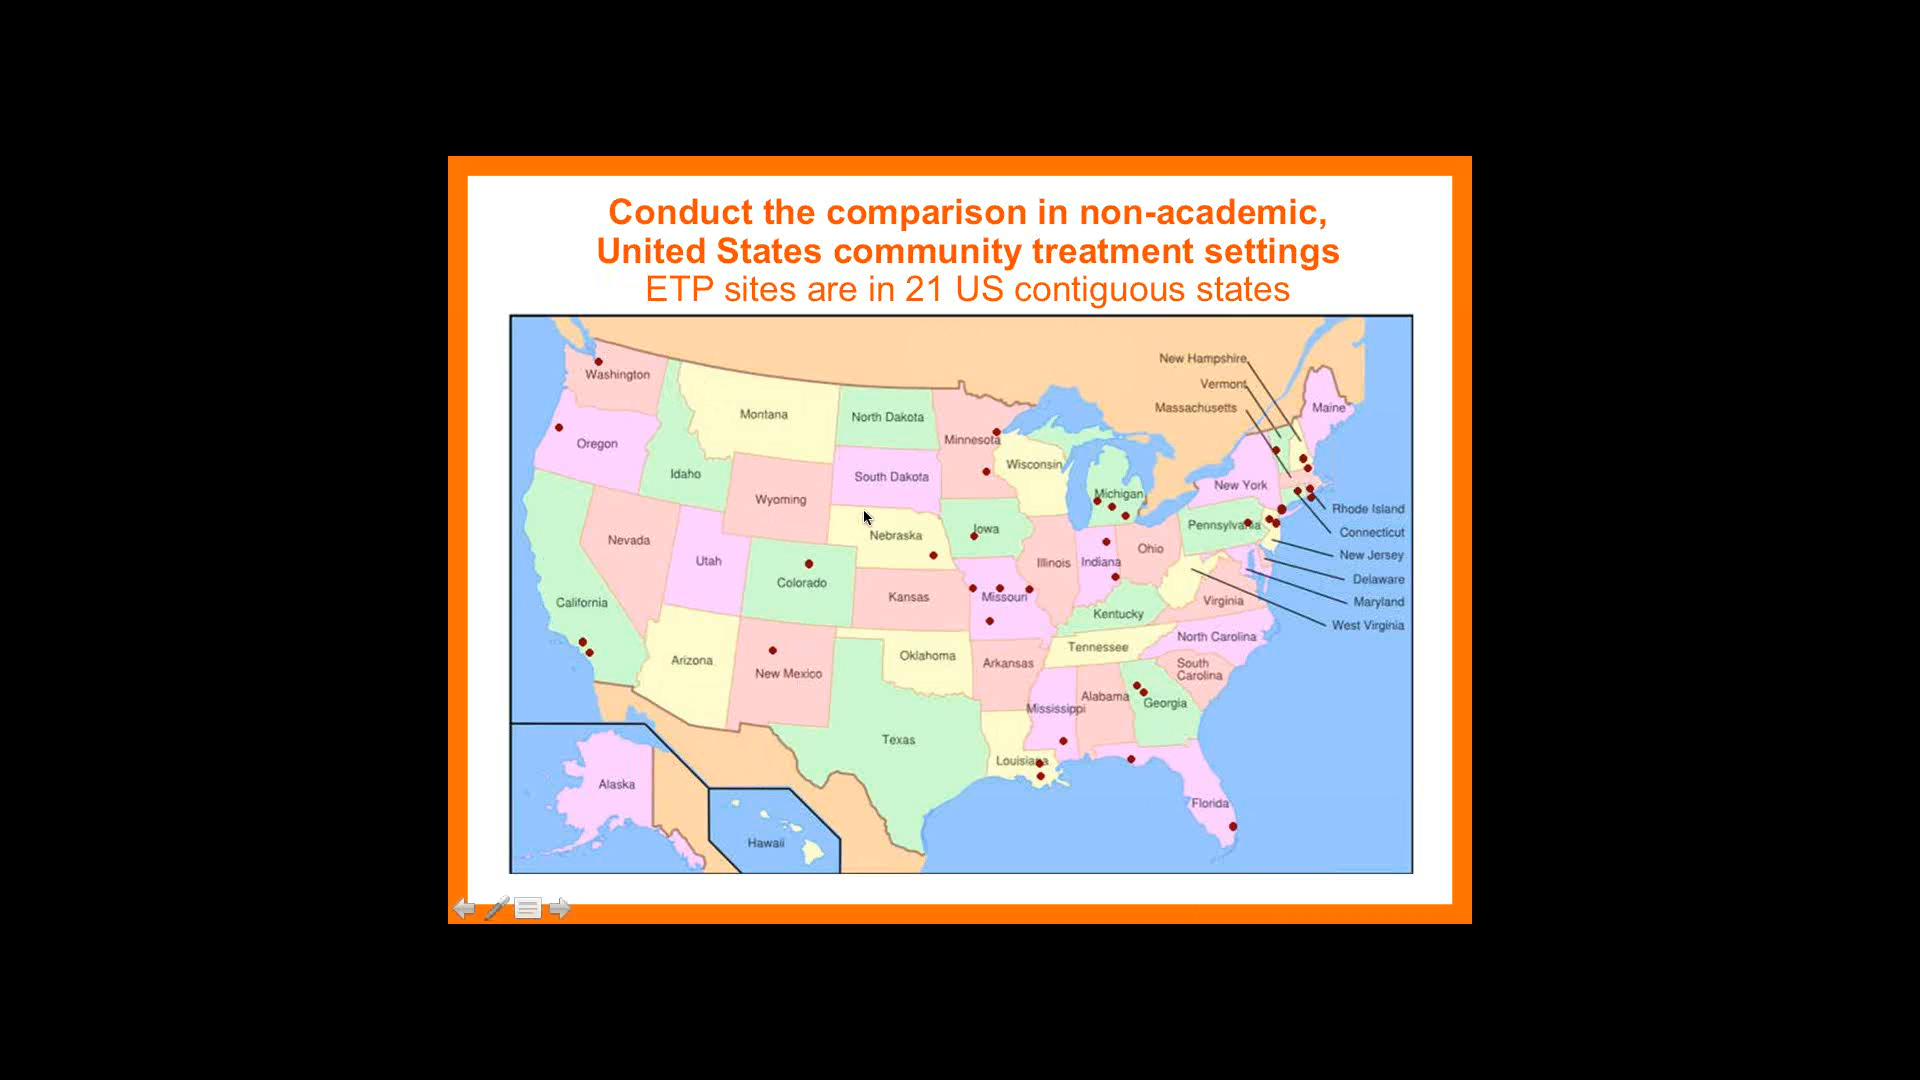 Conduct the comparison in non-academic,
United States community treatment settings
ETP sites are in 21 US contiguous states
New Hampshire
Vermont
Massachusetts
Maine
Washington
Montana
North Dakota
Minnesota
Oregon
Idaho
Wyoming
South Dakota
Wisconsin
Michigan
New York
Rhode Island
Connecticut
New Jersey
Delaware
Maryland
West Virginia
Nevada
Utah
Colorado
Nebraska
Iowa
Illinois
Indiana
Ohio
Pennsylvania
California
Kansas
Missouri
Kentucky
Virginia
Arizona
New Mexico
Oklahoma
Arkansas
Tennessee
North Carolina
South
Carolina
Texas
Louisiana
Mississippi
Alabama
Georgia
Florida
Alaska
Hawaii